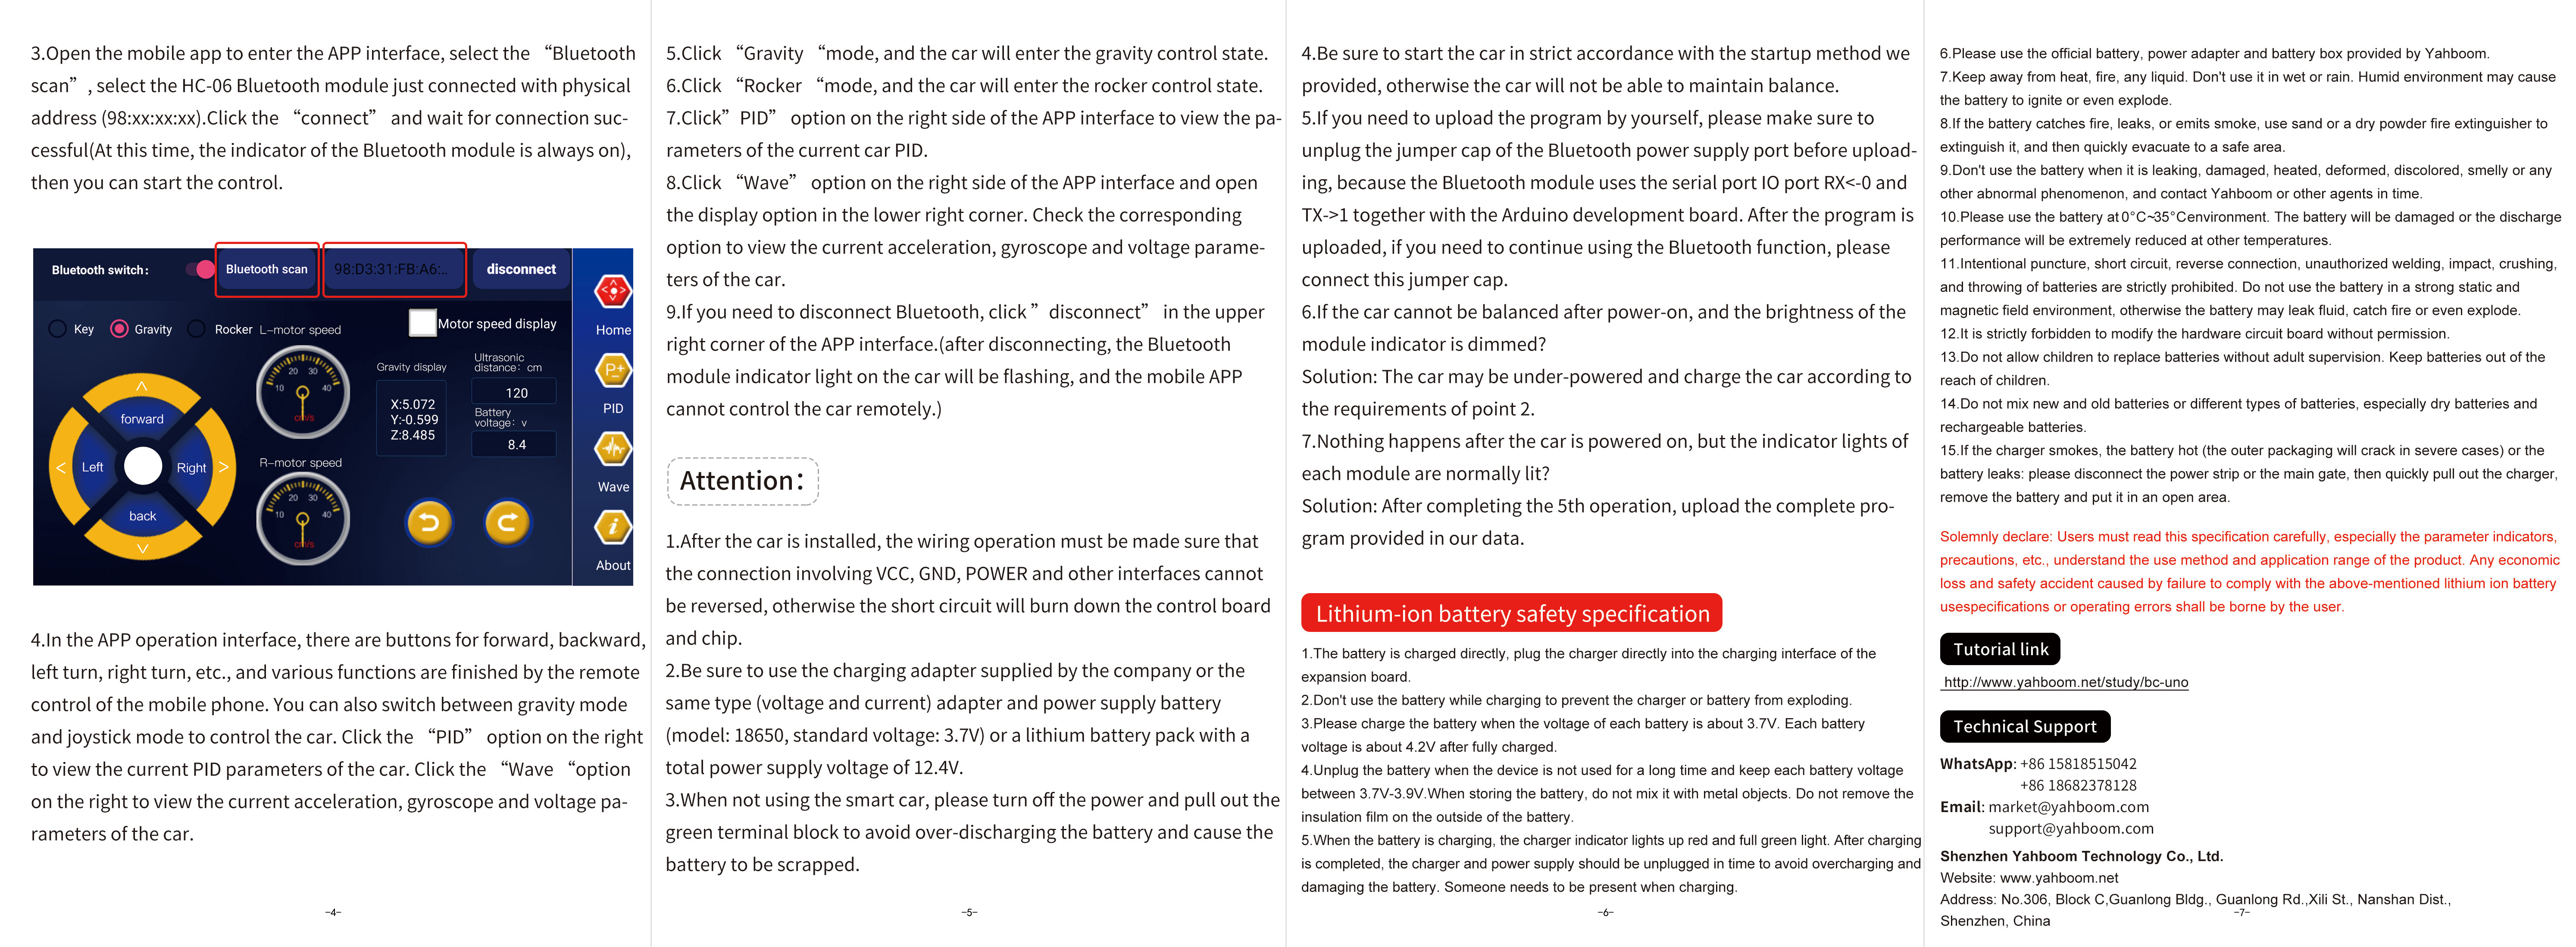 3.Open the mobile app to enter the APP interface, select the “Bluetooth
scan”, select the HC-06 Bluetooth module just connected with physical
address (98:xx:xx:xx).Click the “connect” and wait for connection suc-
cessful(At this time, the indicator of the Bluetooth module is always on),
then you can start the control.
Bluetooth switch:
Bluetooth scan
98:D3:31:FB:A6:..
disconnect
Key
Gravity
Rocker
L-motor speed
Motor speed display
Home
10 20 30 40
cm/s
Gravity display
X:5.072
Y:-0.599
Z:8.485
Ultrasonic
distance: cm
120
Battery
voltage: v
8.4
P+
PID
forward
Left
Right
back
R-motor speed
10 20 30 40
cm/s
Wave
i
About
4.In the APP operation interface, there are buttons for forward, backward,
left turn, right turn, etc., and various functions are finished by the remote
control of the mobile phone. You can also switch between gravity mode
and joystick mode to control the car. Click the “PID” option on the right
to view the current PID parameters of the car. Click the “Wave “option
on the right to view the current acceleration, gyroscope and voltage pa-
rameters of the car.
-4-
5.Click “Gravity “mode, and the car will enter the gravity control state.
6.Click “Rocker “mode, and the car will enter the rocker control state.
7.Click”PID” option on the right side of the APP interface to view the pa-
rameters of the current car PID.
8.Click “Wave” option on the right side of the APP interface and open
the display option in the lower right corner. Check the corresponding
option to view the current acceleration, gyroscope and voltage parame-
ters of the car.
9.If you need to disconnect Bluetooth, click”disconnect” in the upper
right corner of the APP interface.(after disconnecting, the Bluetooth
module indicator light on the car will be flashing, and the mobile APP
cannot control the car remotely.)
Attention:
1.After the car is installed, the wiring operation must be made sure that
the connection involving VCC, GND, POWER and other interfaces cannot
be reversed, otherwise the short circuit will burn down the control board
and chip.
2.Be sure to use the charging adapter supplied by the company or the
same type (voltage and current) adapter and power supply battery
(model: 18650, standard voltage: 3.7V) or a lithium battery pack with a
total power supply voltage of 12.4V.
3.When not using the smart car, please turn off the power and pull out the
green terminal block to avoid over-discharging the battery and cause the
battery to be scrapped.
-5-
4.Be sure to start the car in strict accordance with the startup method we
provided, otherwise the car will not be able to maintain balance.
5.If you need to upload the program by yourself, please make sure to
unplug the jumper cap of the Bluetooth power supply port before upload-
ing, because the Bluetooth module uses the serial port IO port RX<-0 and
TX->1 together with the Arduino development board. After the program is
uploaded, if you need to continue using the Bluetooth function, please
connect this jumper cap.
6.If the car cannot be balanced after power-on, and the brightness of the
module indicator is dimmed?
Solution: The car may be under-powered and charge the car according to
the requirements of point 2.
7.Nothing happens after the car is powered on, but the indicator lights of
each module are normally lit?
Solution: After completing the 5th operation, upload the complete pro-
gram provided in our data.
Lithium-ion battery safety specification
1.The battery is charged directly, plug the charger directly into the charging interface of the
expansion board.
2.Don't use the battery while charging to prevent the charger or battery from exploding.
3.Please charge the battery when the voltage of each battery is about 3.7V. Each battery
voltage is about 4.2V after fully charged.
4.Unplug the battery when the device is not used for a long time and keep each battery voltage
between 3.7V-3.9V.When storing the battery, do not mix it with metal objects. Do not remove the
insulation film on the outside of the battery.
5.When the battery is charging, the charger indicator lights up red and full green light. After charging
is completed, the charger and power supply should be unplugged in time to avoid overcharging and
damaging the battery. Someone needs to be present when charging.
-6-
6.Please use the official battery, power adapter and battery box provided by Yahboom.
7.Keep away from heat, fire, any liquid. Don't use it in wet or rain. Humid environment may cause
the battery to ignite or even explode.
8.If the battery catches fire, leaks, or emits smoke, use sand or a dry powder fire extinguisher to
extinguish it, and then quickly evacuate to a safe area.
9.Don't use the battery when it is leaking, damaged, heated, deformed, discolored, smelly or any
other abnormal phenomenon, and contact Yahboom or other agents in time.
10.Please use the battery at 0°C~35°C environment. The battery will be damaged or the discharge
performance will be extremely reduced at other temperatures.
11.Intentional puncture, short circuit, reverse connection, unauthorized welding, impact, crushing,
and throwing of batteries are strictly prohibited. Do not use the battery in a strong static and
magnetic field environment, otherwise the battery may leak fluid, catch fire or even explode.
12.It is strictly forbidden to modify the hardware circuit board without permission.
13.Do not allow children to replace batteries without adult supervision. Keep batteries out of the
reach of children.
14.Do not mix new and old batteries or different types of batteries, especially dry batteries and
rechargeable batteries.
15.If the charger smokes, the battery hot (the outer packaging will crack in severe cases) or the
battery leaks: please disconnect the power strip or the main gate, then quickly pull out the charger,
remove the battery and put it in an open area.
Solemnly declare: Users must read this specification carefully, especially the parameter indicators,
precautions, etc., understand the use method and application range of the product. Any economic
loss and safety accident caused by failure to comply with the above-mentioned lithium ion battery
usespecifications or operating errors shall be borne by the user.
Tutorial link
http://www.yahboom.net/study/bc-uno
Technical Support
WhatsApp: +86 15818515042
+86 18682378128
Email: market@yahboom.com
support@yahboom.com
Shenzhen Yahboom Technology Co., Ltd.
Website: www.yahboom.net
Address: No.306, Block C,Guanlong Bldg., Guanlong Rd.,Xili St., Nanshan Dist.,
Shenzhen, China
-7-